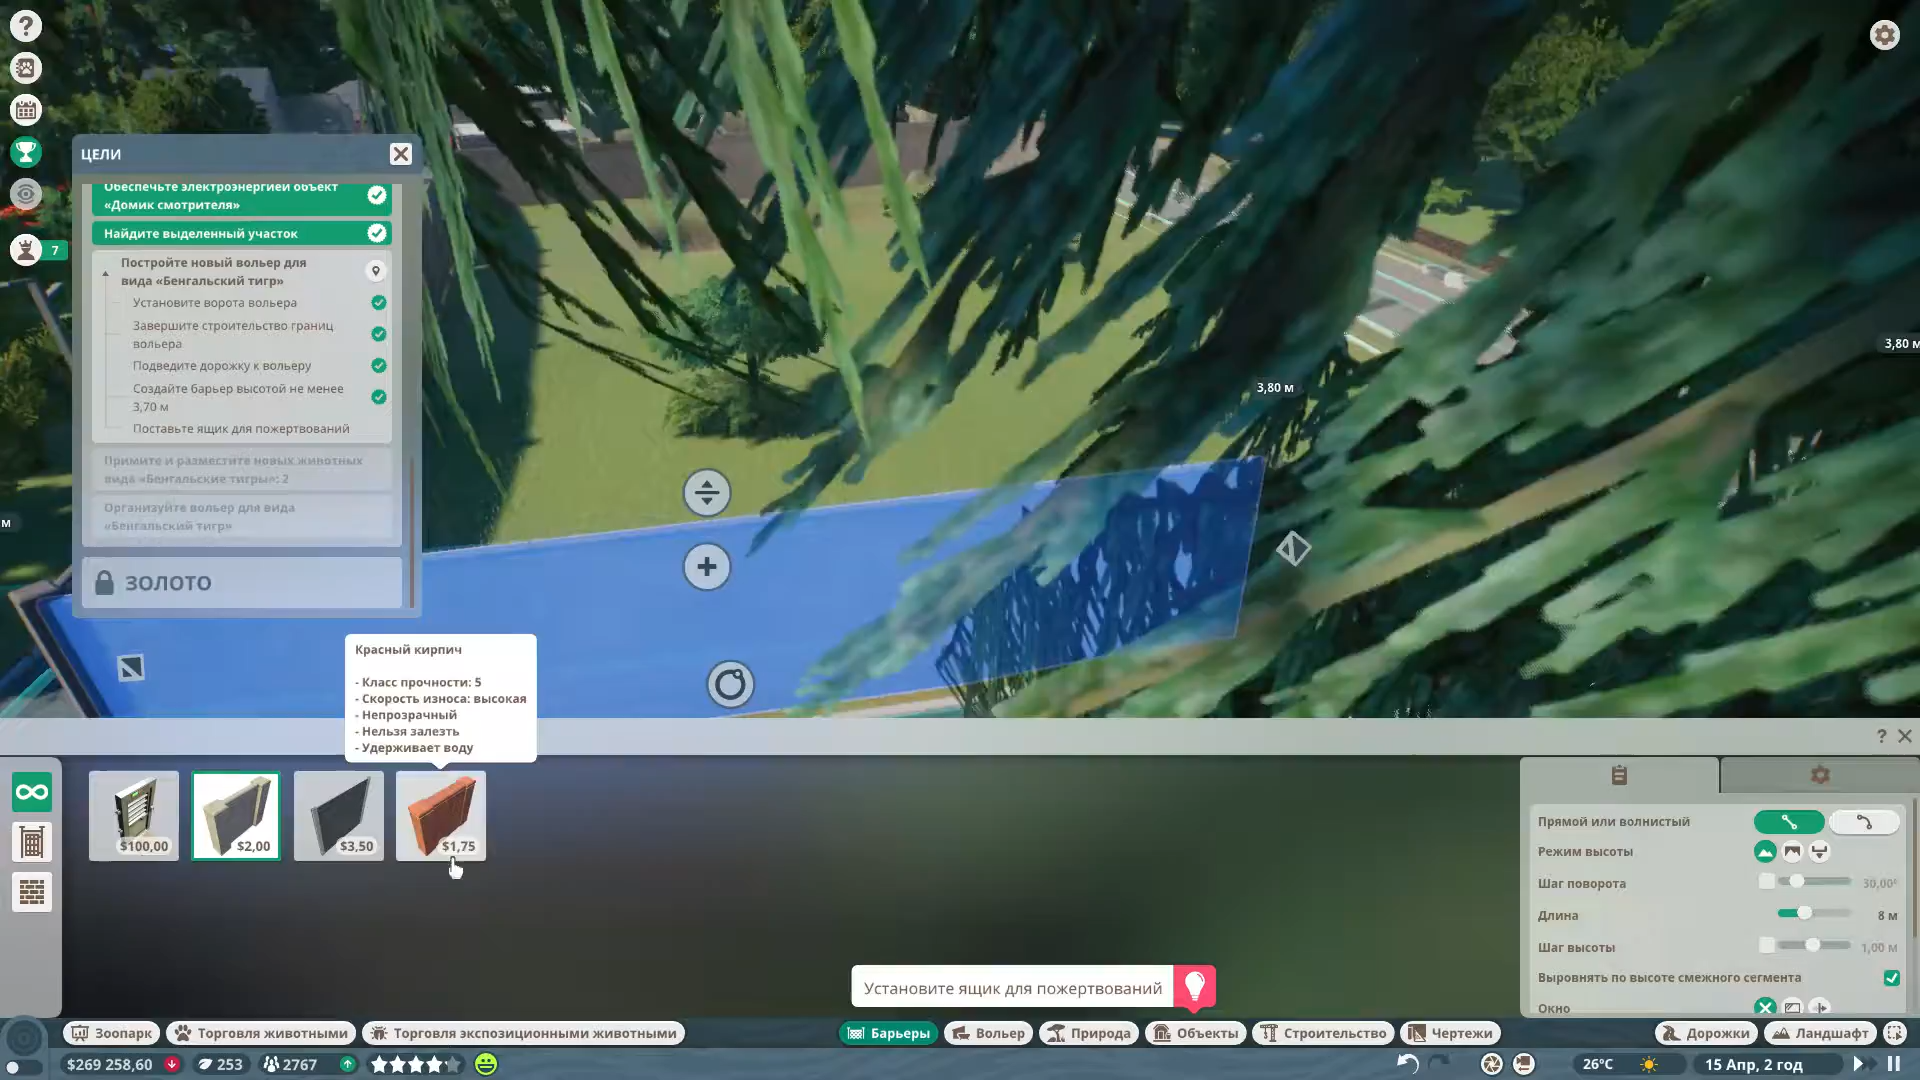 ЦЕЛИ
Обеспечьте электроэнергией объект
«Домик смотрителя»
Найдите выделенный участок
7
Постройте новый вольер для
вида «Бенгальский тигр»
Установите ворота вольера
Завершите строительство границ
вольера
Подведите дорожку к вольеру
Создайте барьер высотой не менее
3,70 м
Поставьте ящик для пожертвований
Примите и разместите новых животных
вида «Бенгальские тигры»: 2
Организуйте вольер для вида
«Бенгальский тигр»
ЗОЛОТО
м
3,80 м
3,80 м
Красный кирпич
- Класс прочности: 5
- Скорость износа: высокая
- Непрозрачный
- Нельзя залезть
- Удерживает воду
?
?
$100,00
$2,00
$3,50
$1,75
Прямой или волнистый
Режим высоты
Шаг поворота 30,00°
Длина 8 м
Шаг высоты 1,00 м
Выровнять по высоте смежного сегмента
Окно
Установите ящик для пожертвований
Зоопарк Торговля животными Торговля экспозиционными животными Барьеры Вольер Природа Объекты Строительство Чертежи Дорожки Ландшафт
$269 258,60 253 2767 26°C 15 Апр, 2 год